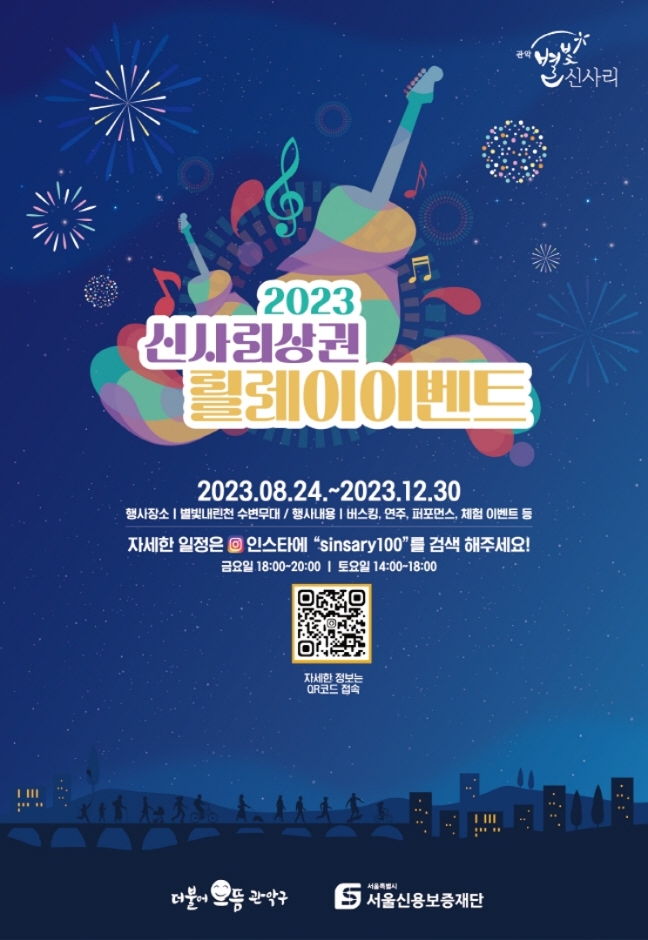 관악 별빛 신사리
2023
신사리상권
릴레이이벤트
2023.08.24.~2023.12.30
행사장소 | 별빛내린천 수변무대 / 행사내용 | 버스킹, 연주, 퍼포먼스, 체험 이벤트 등
자세한 일정은 인스타에 “sinsary100”를 검색 해주세요!
금요일 18:00~20:00 | 토요일 14:00~18:00
자세한 정보는
QR코드 접속
더불어 으뜸 관악구
서울특별시
서울신용보증재단